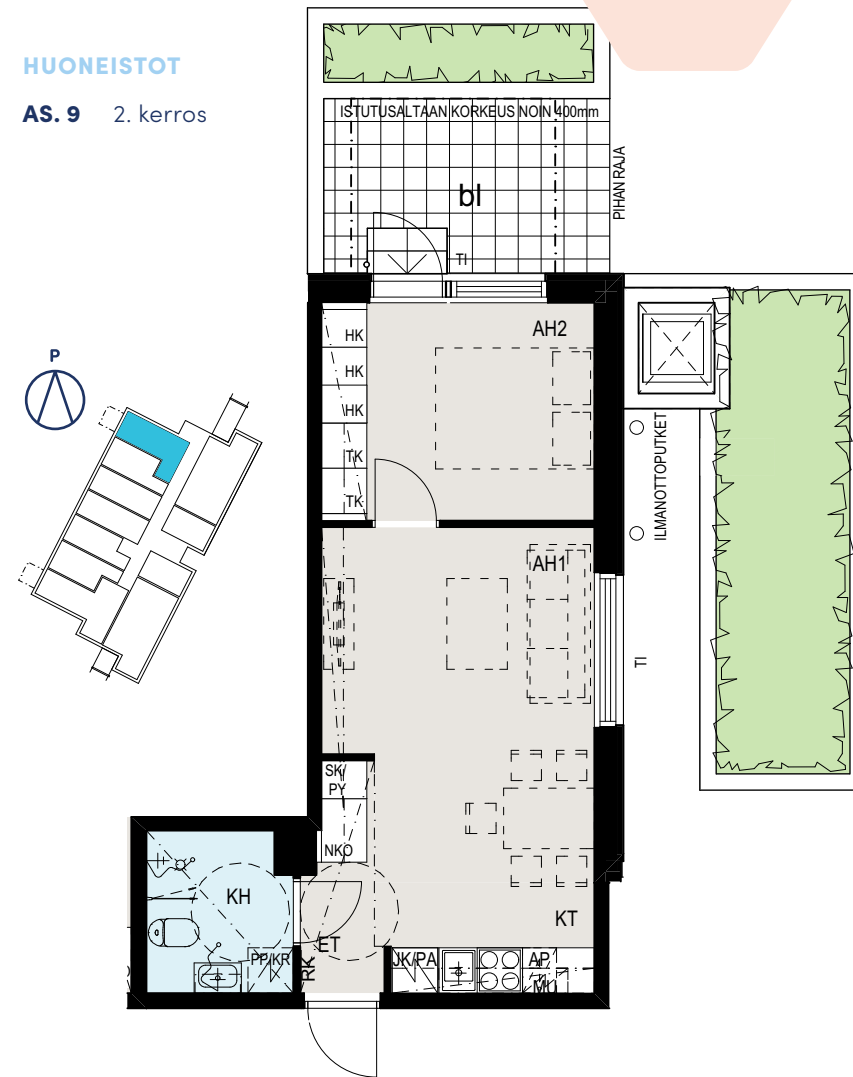 HUONEISTOT
AS. 9 2. kerros
ISTUTUSALTAAN KORKEUS NOIN 400mm
PIHAN RAJA
bl
TI
AH2
HK
HK
HK
TK
TK
P
ILMANOTTOPUTKET
AH1
TI
SK/
PY
NKO
KH
KT
ET
PP/KR
RK
JK/PA
AP
MU